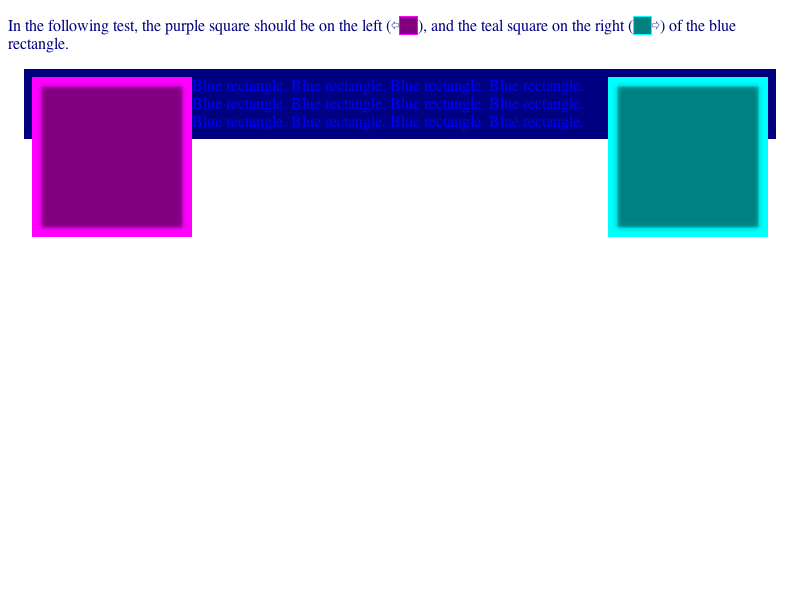 In the following test, the purple square should be on the left (⇦), and the teal square on the right (⇨) of the blue
rectangle.
Blue rectangle. Blue rectangle. Blue rectangle. Blue rectangle.
Blue rectangle. Blue rectangle. Blue rectangle. Blue rectangle.
Blue rectangle. Blue rectangle. Blue rectangle. Blue rectangle.